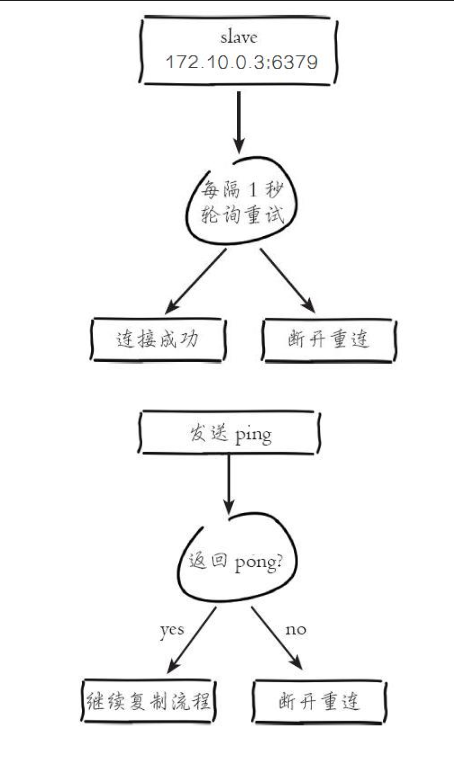 slave
172.10.0.3:6379
每隔 1 秒
轮询重试
连接成功
断开重连
发送 ping
返回 pong?
yes
no
继续复制流程
断开重连